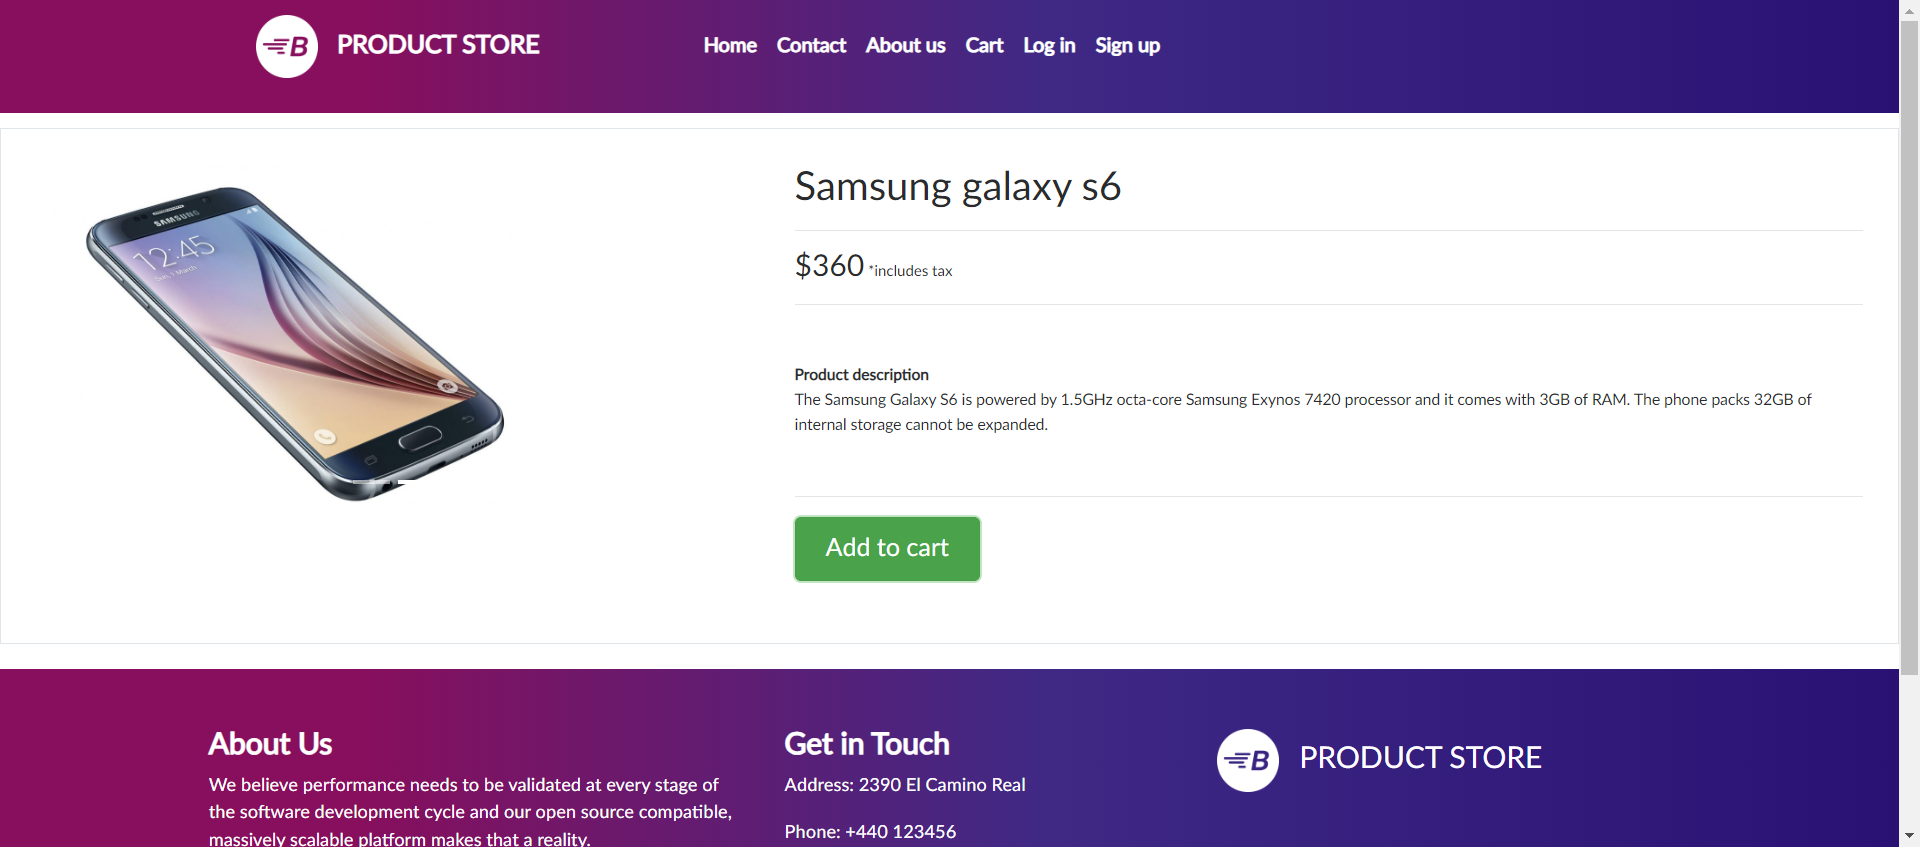 B PRODUCT STORE
Home Contact About us Cart Log in Sign up
SAMSUNG
12:45
Sun, 1 March
Samsung galaxy s6
$360 *includes tax
Product description
The Samsung Galaxy S6 is powered by 1.5GHz octa-core Samsung Exynos 7420 processor and it comes with 3GB of RAM. The phone packs 32GB of
internal storage cannot be expanded.
Add to cart
About Us
We believe performance needs to be validated at every stage of
the software development cycle and our open source compatible,
massively scalable platform makes that a reality.
Get in Touch
Address: 2390 El Camino Real
Phone: +440 123456
B PRODUCT STORE